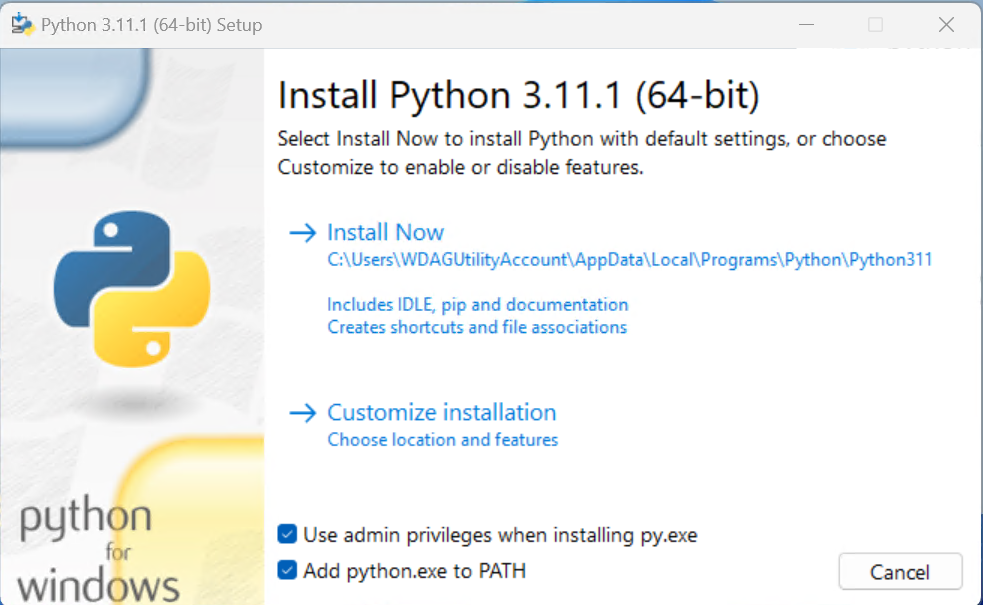 Python 3.11.1 (64-bit) Setup
Install Python 3.11.1 (64-bit)
Select Install Now to install Python with default settings, or choose
Customize to enable or disable features.
Install Now
C:\Users\WDAGUtilityAccount\AppData\Local\Programs\Python\Python311
Includes IDLE, pip and documentation
Creates shortcuts and file associations
Customize installation
Choose location and features
Use admin privileges when installing py.exe
Add python.exe to PATH
Cancel
python
for
windows